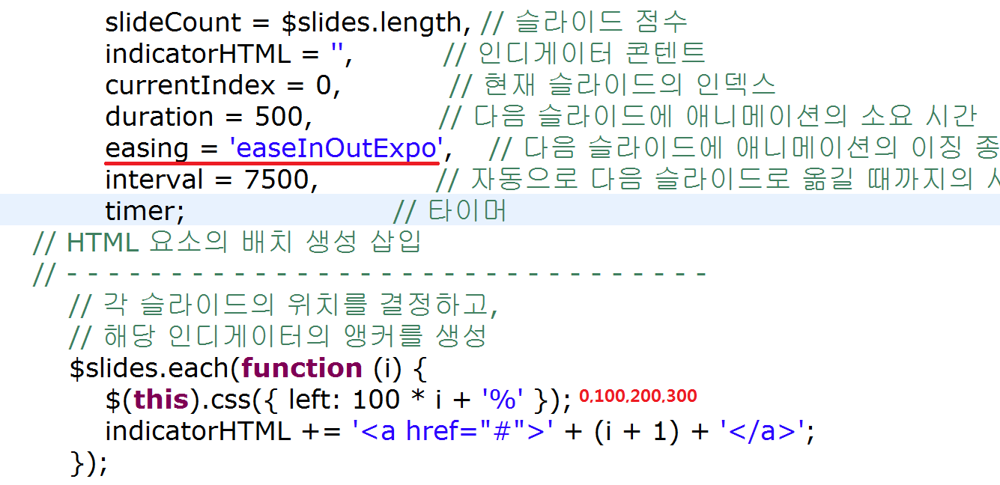 slideCount = $slides.length, // 슬라이드 점수
indicatorHTML = '', // 인디게이터 콘텐트
currentIndex = 0, // 현재 슬라이드의 인덱스
duration = 500, // 다음 슬라이드에 애니메이션의 소요 시간
easing = 'easeInOutExpo', // 다음 슬라이드에 애니메이션의 이징 종
interval = 7500, // 자동으로 다음 슬라이드로 옮길 때까지의
timer; // 타이머
// HTML 요소의 배치 생성 삽입
// - - - - - - - - - - - - - - - - - - - - - - - - - - - - - - -
// 각 슬라이드의 위치를 결정하고,
// 해당 인디게이터의 앵커를 생성
$slides.each(function (i) {
$(this).css({ left: 100 * i + '%' }); 0,100,200,300
indicatorHTML += '<a href="#">' + (i + 1) + '</a>';
});